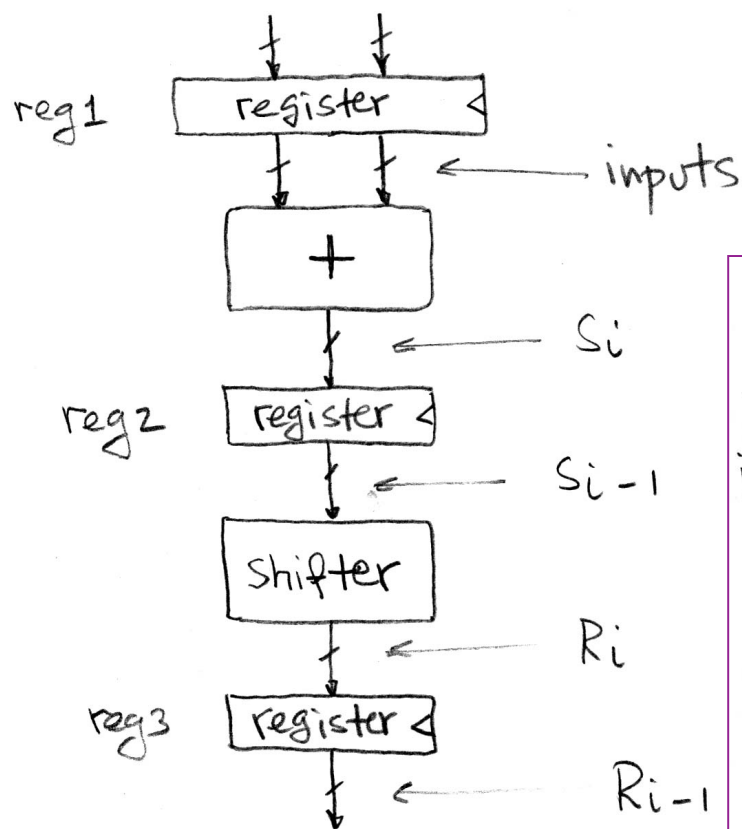 reg1
register
inputs
+
Si
reg2
register
Si-1
Shifter
Ri
reg3
register
Ri-1